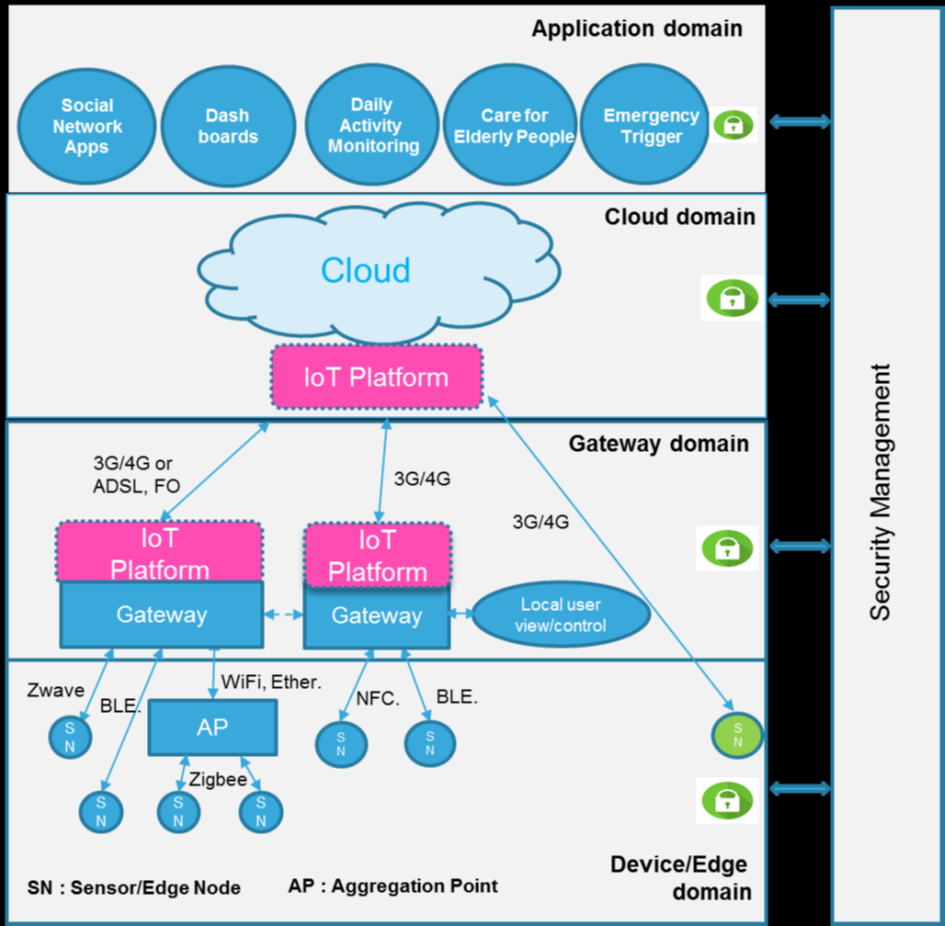 Application domain
Social
Network
Apps
Dash
boards
Daily
Activity
Monitoring
Care for
Elderly People
Emergency
Trigger
Cloud domain
Cloud
IoT Platform
Gateway domain
3G/4G or
ADSL, FO
3G/4G
3G/4G
IoT
Platform
Gateway
IoT
Platform
Gateway
Local user
view/control
Security Management
Zwave
BLE.
WiFi, Ether.
NFC.
BLE.
AP
S
N
S
N
S
N
S
N
Zigbee
S
N
S
N
S
N
Device/Edge
domain
SN : Sensor/Edge Node
AP : Aggregation Point